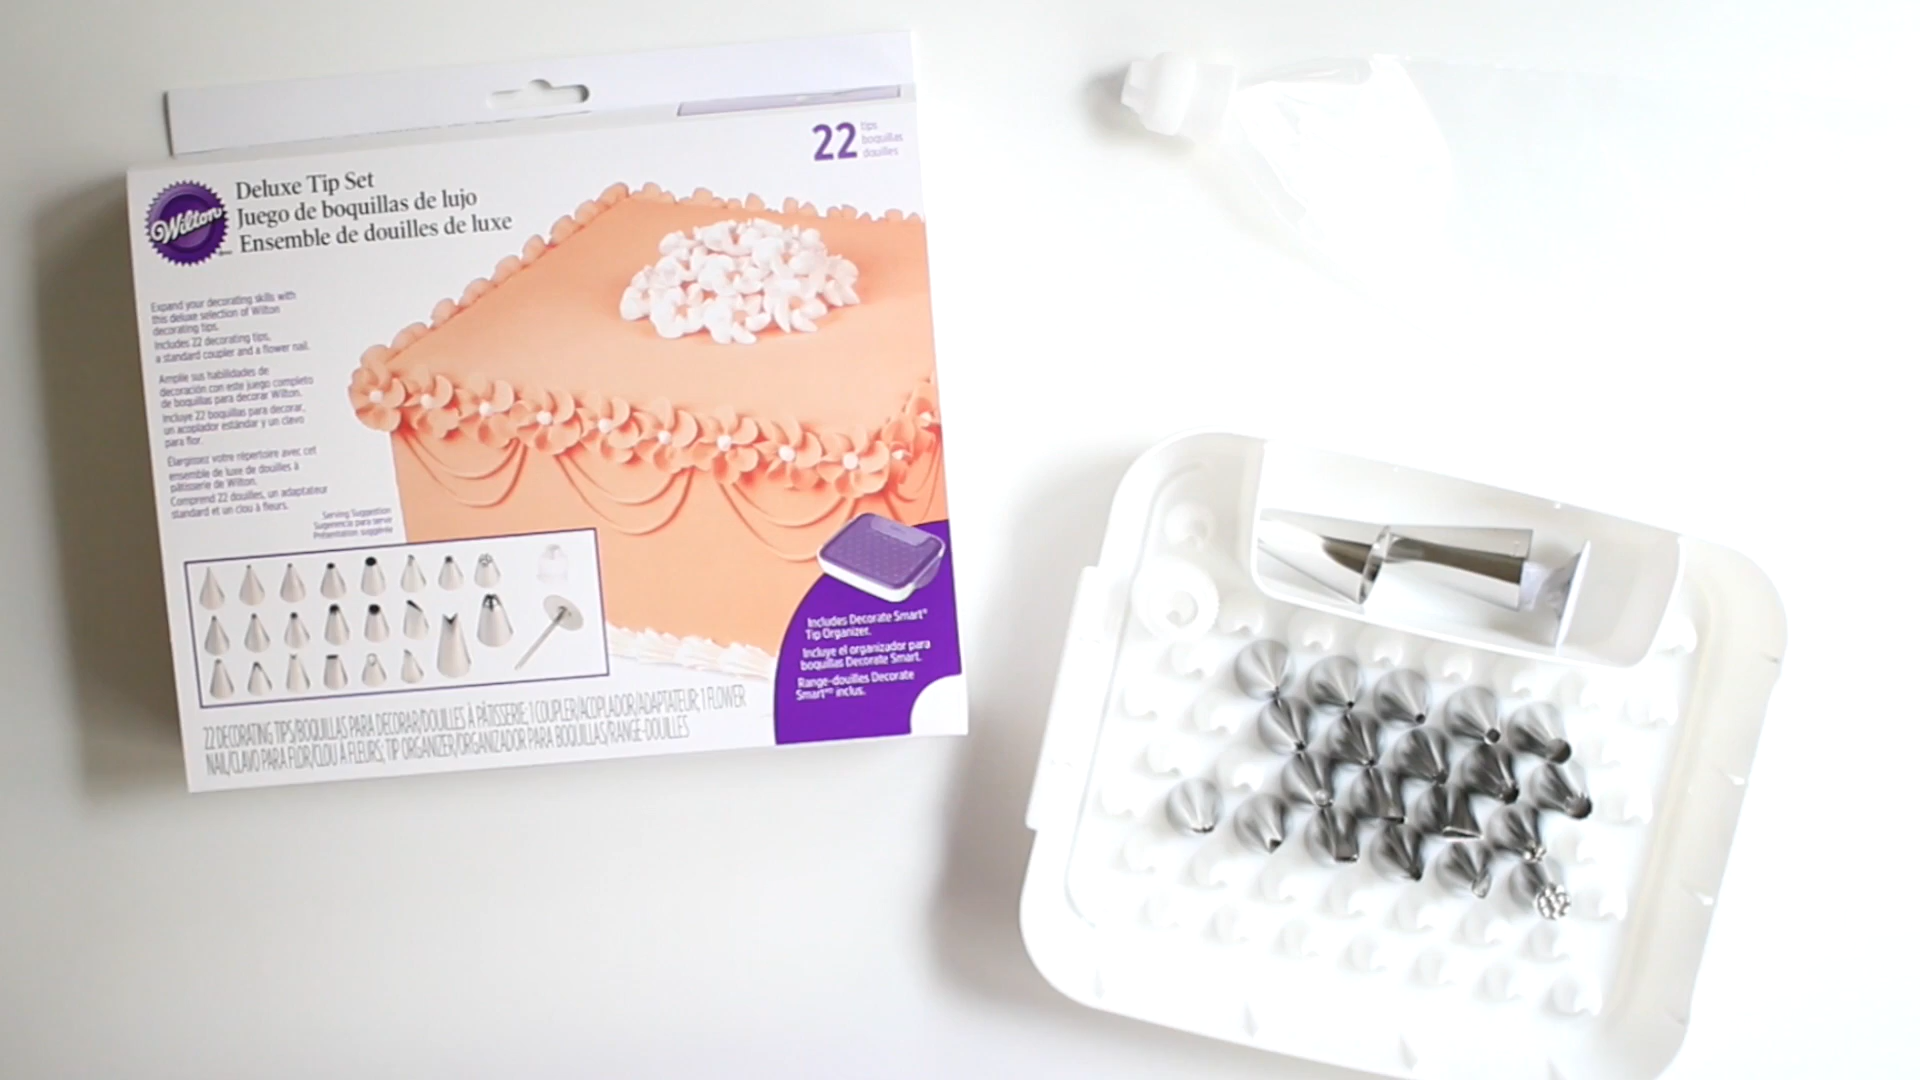 22
tips
boquillas
douilles
Wilton
Deluxe Tip Set
Juego de boquillas de lujo
Ensemble de douilles de luxe
Expand your decorating skills with
this deluxe selection of Wilton
decorating tips.
Includes 22 decorating tips,
a standard coupler and a flower nail.
Amplíe sus habilidades de
decoración con este juego completo
de boquillas para decorar Wilton.
Incluye 22 boquillas para decorar,
un acoplador estándar y un clavo
para flor.
Élargissez votre répertoire avec cet
ensemble de luxe de douilles à
pâtisserie de Wilton.
Comprend 22 douilles, un adaptateur
standard et un clou à fleurs.
Serving Suggestion
Sugerencia para servir
Présentation suggérée
Includes Decorate Smart®
Tip Organizer.
Incluye el organizador para
boquillas Decorate Smart.
Range-douilles Decorate
Smart inclus.
22 DECORATING TIPS/BOQUILLAS PARA DECORAR/DOUILLES À PÂTISSERIE; 1 COUPLER/ACOPLADOR/ADAPTATEUR; 1 FLOWER
NAIL/CLAVO PARA FLOR/CLOU À FLEURS; TIP ORGANIZER/ORGANIZADOR PARA BOQUILLAS/RANGE-DOUILLES